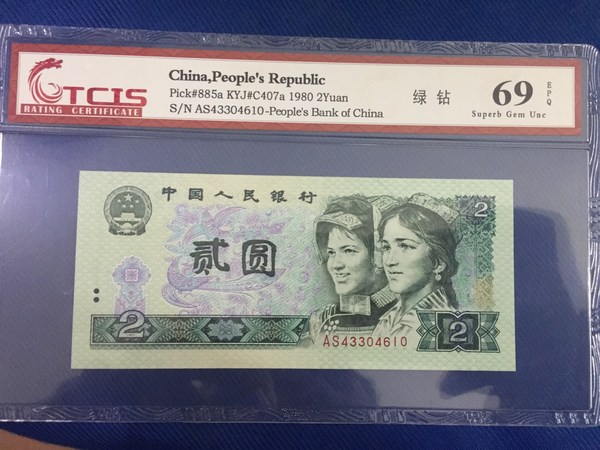 TCIS
RATING CERTIFICATE
China,People's Republic
Pick#885a KYJ#C407a 1980 2Yuan
S/N AS43304610-People's Bank of China
绿钻
69
EPQ
Superb Gem Unc
中国人民银行
2
贰圆
2
2
AS43304610